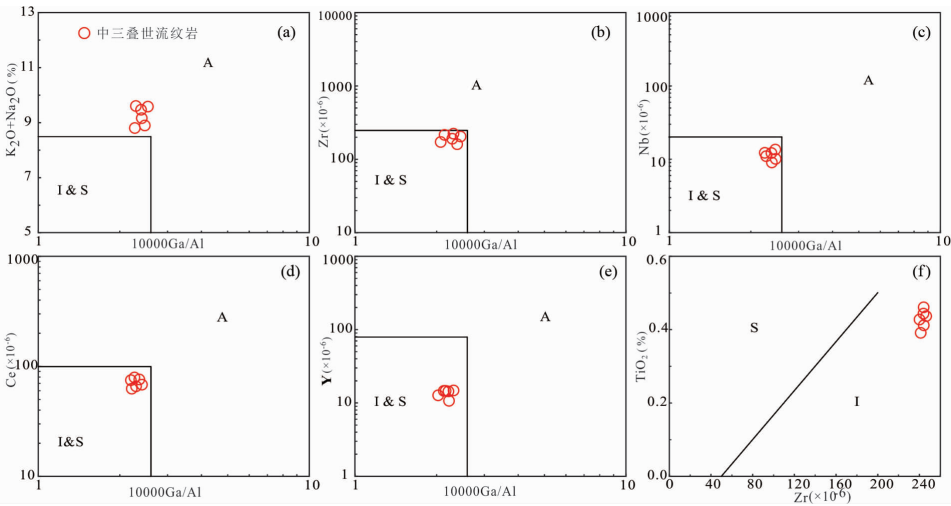 (a)
中三叠世流纹岩
A
I & S
K2O+Na2O(%)
13
11
9
7
5
1
10000Ga/Al
10
(b)
A
I & S
Zr(×10-6)
10000
1000
100
10
1
10000Ga/Al
10
(c)
A
I & S
Nb(×10-6)
1000
100
10
1
1
10000Ga/Al
10
(d)
A
I&S
Ce(×10-6)
1000
100
10
1
10000Ga/Al
10
(e)
A
I & S
Y(×10-6)
1000
100
10
1
1
10000Ga/Al
10
(f)
S
I
TiO2(%)
0.6
0.4
0.2
0.0
0
40
80
120
160
200
240
Zr(×10-6)